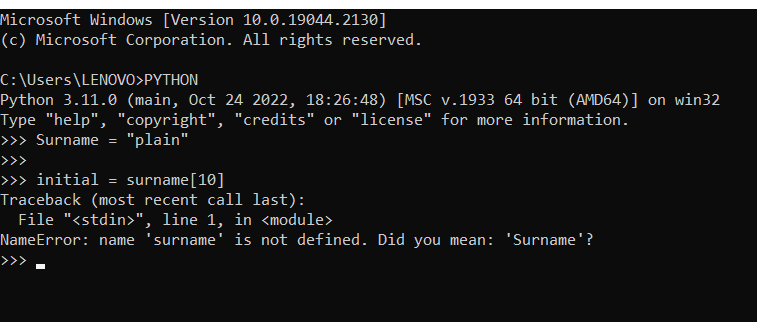 Microsoft Windows [Version 10.0.19044.2130]
(c) Microsoft Corporation. All rights reserved.
C:\Users\LENOVO>PYTHON
Python 3.11.0 (main, Oct 24 2022, 18:26:48) [MSC v.1933 64 bit (AMD64)] on win32
Type "help", "copyright", "credits" or "license" for more information.
>>> Surname = "plain"
>>>
>>> initial = surname[10]
Traceback (most recent call last):
  File "<stdin>", line 1, in <module>
NameError: name 'surname' is not defined. Did you mean: 'Surname'?
>>>